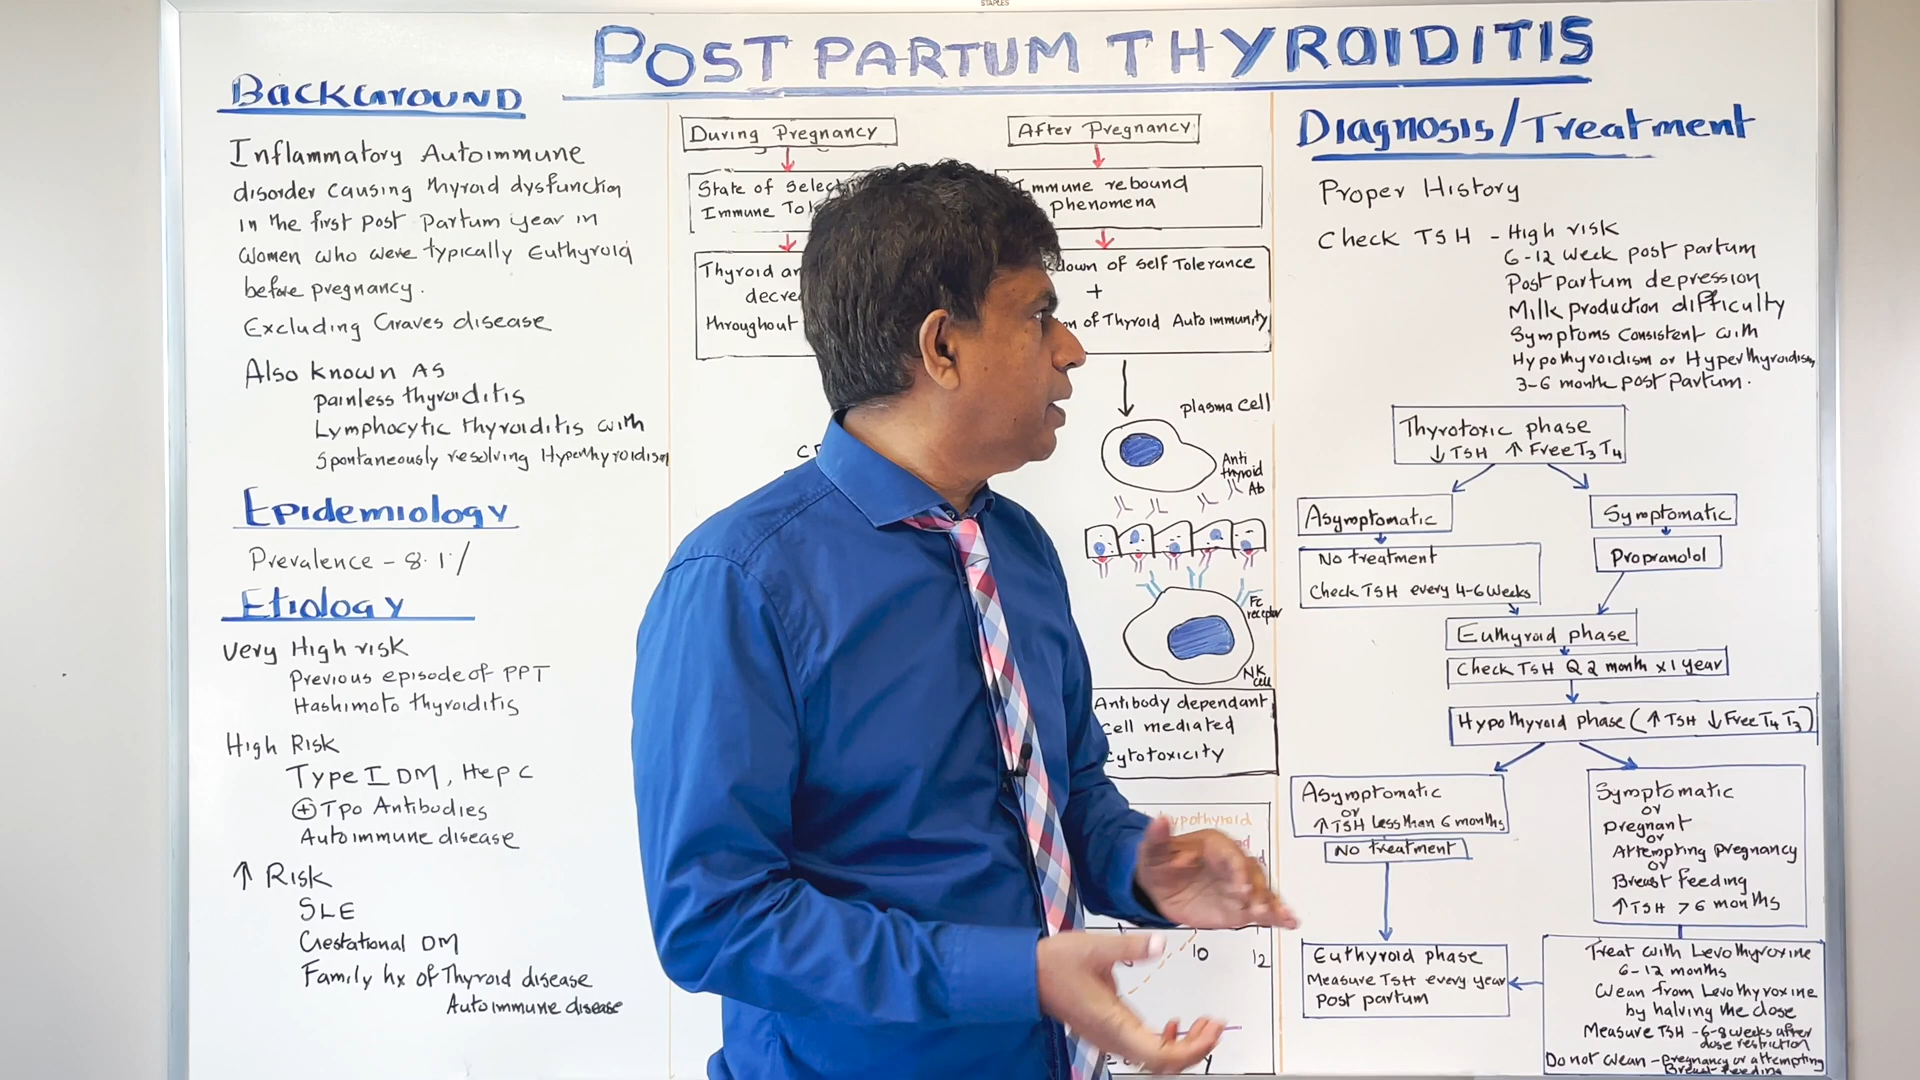 STAPLES
POST PARTUM THYROIDITIS
Background
Inflammatory Autoimmune
disorder causing thyroid dysfunction
in the first post Partum year in
women who were typically Euthyroid
before pregnancy.
Excluding Graves disease
Also known As
painless thyroiditis
Lymphocytic thyroiditis with
spontaneously resolving Hyperthyroidism
Epidemiology
Prevalence - 8.1%
Etiology
Very High risk
Previous episode of PPT
Hashimoto thyroiditis
High Risk
Type I DM, Hep C
⊕ Tpo Antibodies
Autoimmune disease
↑ Risk
SLE
Gestational DM
Family hx of Thyroid disease
Autoimmune disease
During Pregnancy
State of
Immune
Thyroid
throughout
After Pregnancy
Immune rebound
phenomena
down of self Tolerance
+
of Thyroid Autoimmunity
plasma cell
Anti
thyroid
Ab
Fc
receptor
NK
cell
Antibody dependant
Cell mediated
cytotoxicity
hypothyroid
10
12
Diagnosis/Treatment
Proper History
Check TSH - High risk
6-12 week post partum
Post partum depression
Milk production difficulty
Symptoms consistent with
Hypothyroidism or Hyperthyroidism
3-6 month post partum.
Thyrotoxic phase
↓ TSH ↑ Free T3 T4
Asymptomatic
No treatment
Check TSH every 4-6 weeks
Symptomatic
Propranolol
Euthyroid phase
Check TSH Q 2 month x 1 year
Hypothyroid phase (↑ TSH ↓ Free T4 T3)
Asymptomatic
or
↑ TSH Less than 6 months
No treatment
Euthyroid phase
Measure TSH every year
post partum
Symptomatic
or
pregnant
or
Attempting pregnancy
or
Breast feeding
↑ TSH > 6 months
Treat with Levothyroxine
6-12 months
Wean from Levothyroxine
by halving the dose
Measure TSH - 6-8 weeks after
dose restriction
Do not wean - pregnancy or attempting
Breast feeding